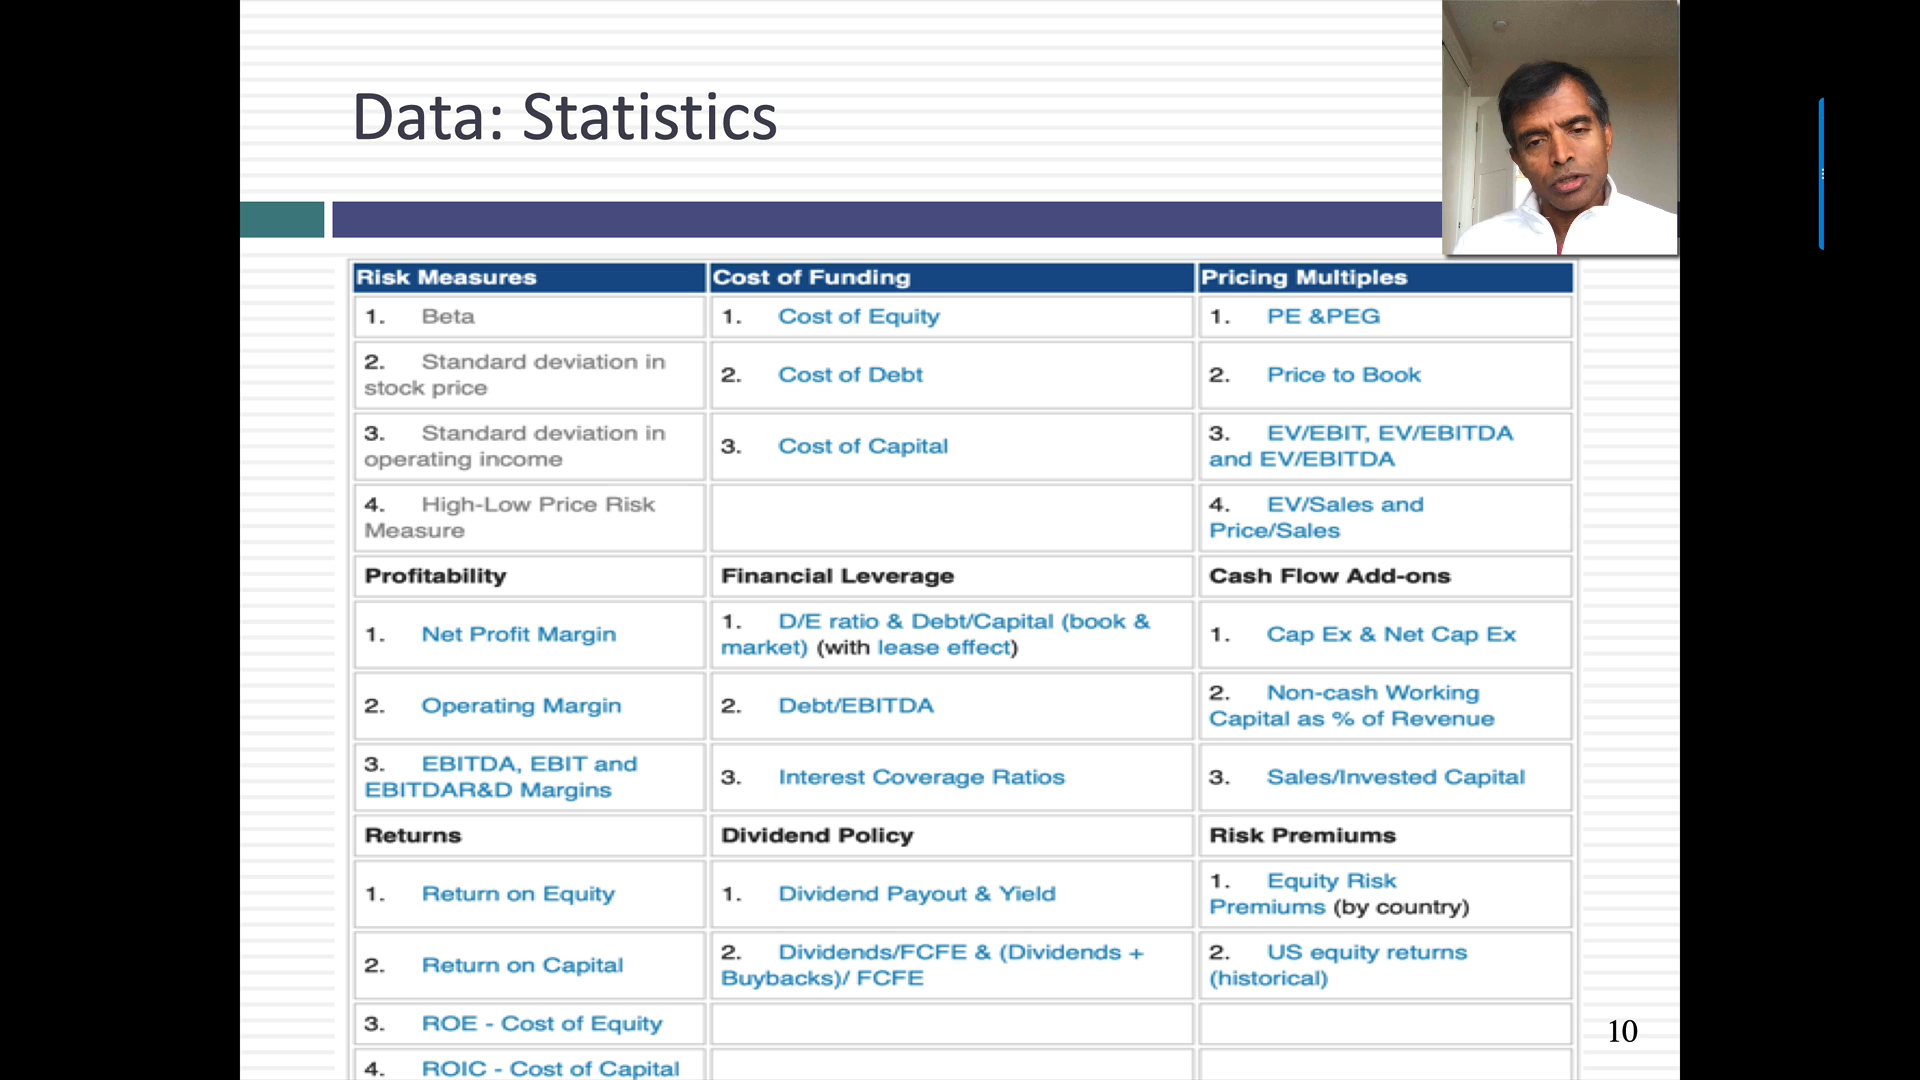 Data: Statistics
Risk Measures
Cost of Funding
Pricing Multiples
1. Beta
1. Cost of Equity
1. PE &PEG
2. Standard deviation in
stock price
2. Cost of Debt
2. Price to Book
3. Standard deviation in
operating income
3. Cost of Capital
3. EV/EBIT, EV/EBITDA
and EV/EBITDA
4. High-Low Price Risk
Measure
4. EV/Sales and
Price/Sales
Profitability
Financial Leverage
Cash Flow Add-ons
1. Net Profit Margin
1. D/E ratio & Debt/Capital (book &
market) (with lease effect)
1. Cap Ex & Net Cap Ex
2. Operating Margin
2. Debt/EBITDA
2. Non-cash Working
Capital as % of Revenue
3. EBITDA, EBIT and
EBITDAR&D Margins
3. Interest Coverage Ratios
3. Sales/Invested Capital
Returns
Dividend Policy
Risk Premiums
1. Return on Equity
1. Dividend Payout & Yield
1. Equity Risk
Premiums (by country)
2. Return on Capital
2. Dividends/FCFE & (Dividends +
Buybacks)/ FCFE
2. US equity returns
(historical)
3. ROE - Cost of Equity
4. ROIC - Cost of Capital
10